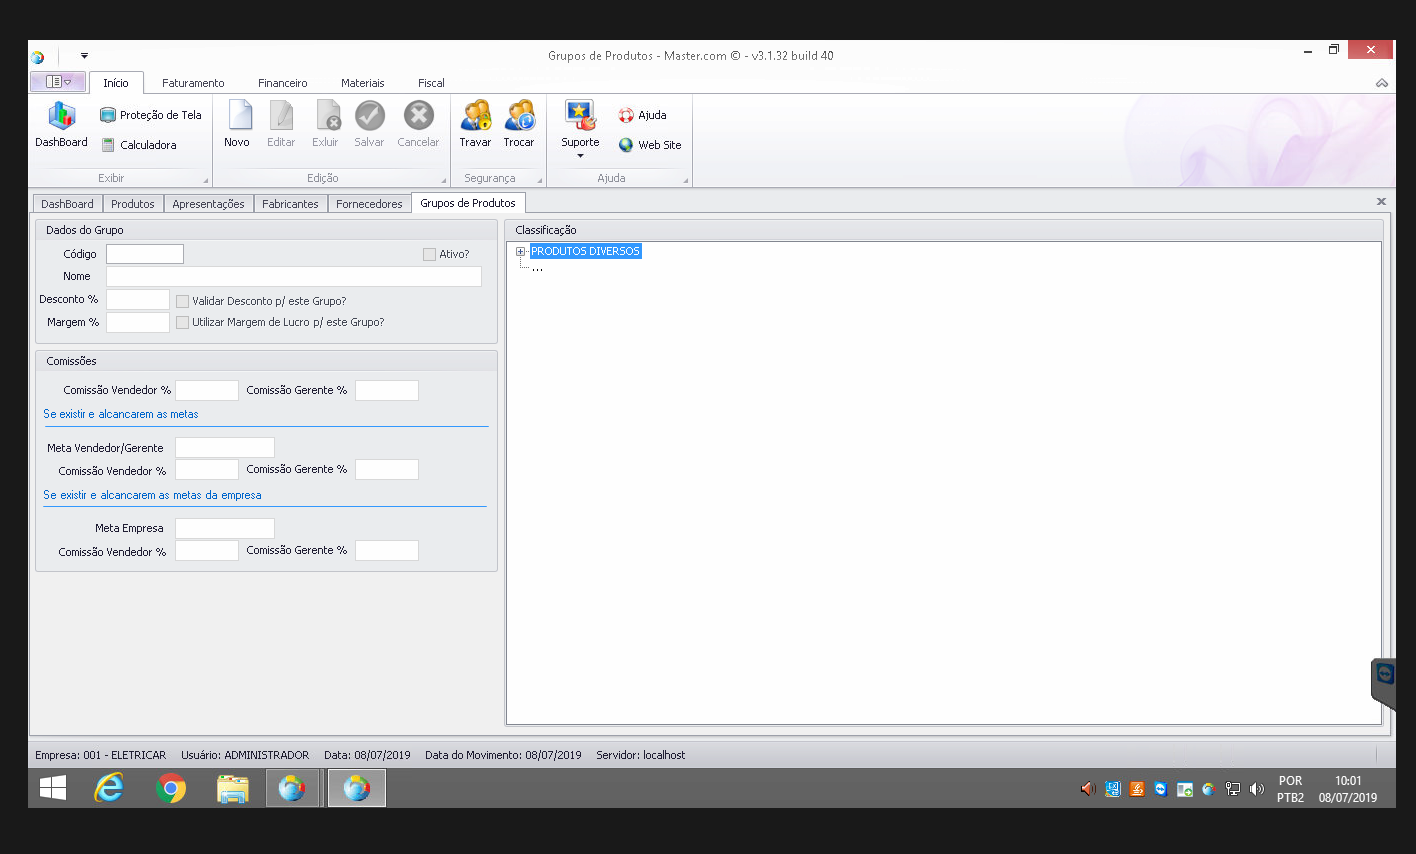 Grupos de Produtos - Master.com © - v3.1.32 build 40
Início Faturamento Financeiro Materiais Fiscal
DashBoard Proteção de Tela Calculadora Novo Editar Exluir Salvar Cancelar Travar Trocar Suporte Ajuda Web Site
Exibir Edição Segurança Ajuda
DashBoard Produtos Apresentações Fabricantes Fornecedores Grupos de Produtos
Dados do Grupo
Código Ativo?
Nome
Desconto % Validar Desconto p/ este Grupo?
Margem % Utilizar Margem de Lucro p/ este Grupo?
Comissões
Comissão Vendedor % Comissão Gerente %
Se existir e alcancarem as metas
Meta Vendedor/Gerente
Comissão Vendedor % Comissão Gerente %
Se existir e alcancarem as metas da empresa
Meta Empresa
Comissão Vendedor % Comissão Gerente %
Classificação
PRODUTOS DIVERSOS
...
Empresa: 001 - ELETRICAR Usuário: ADMINISTRADOR Data: 08/07/2019 Data do Movimento: 08/07/2019 Servidor: localhost
POR 10:01
PTB2 08/07/2019